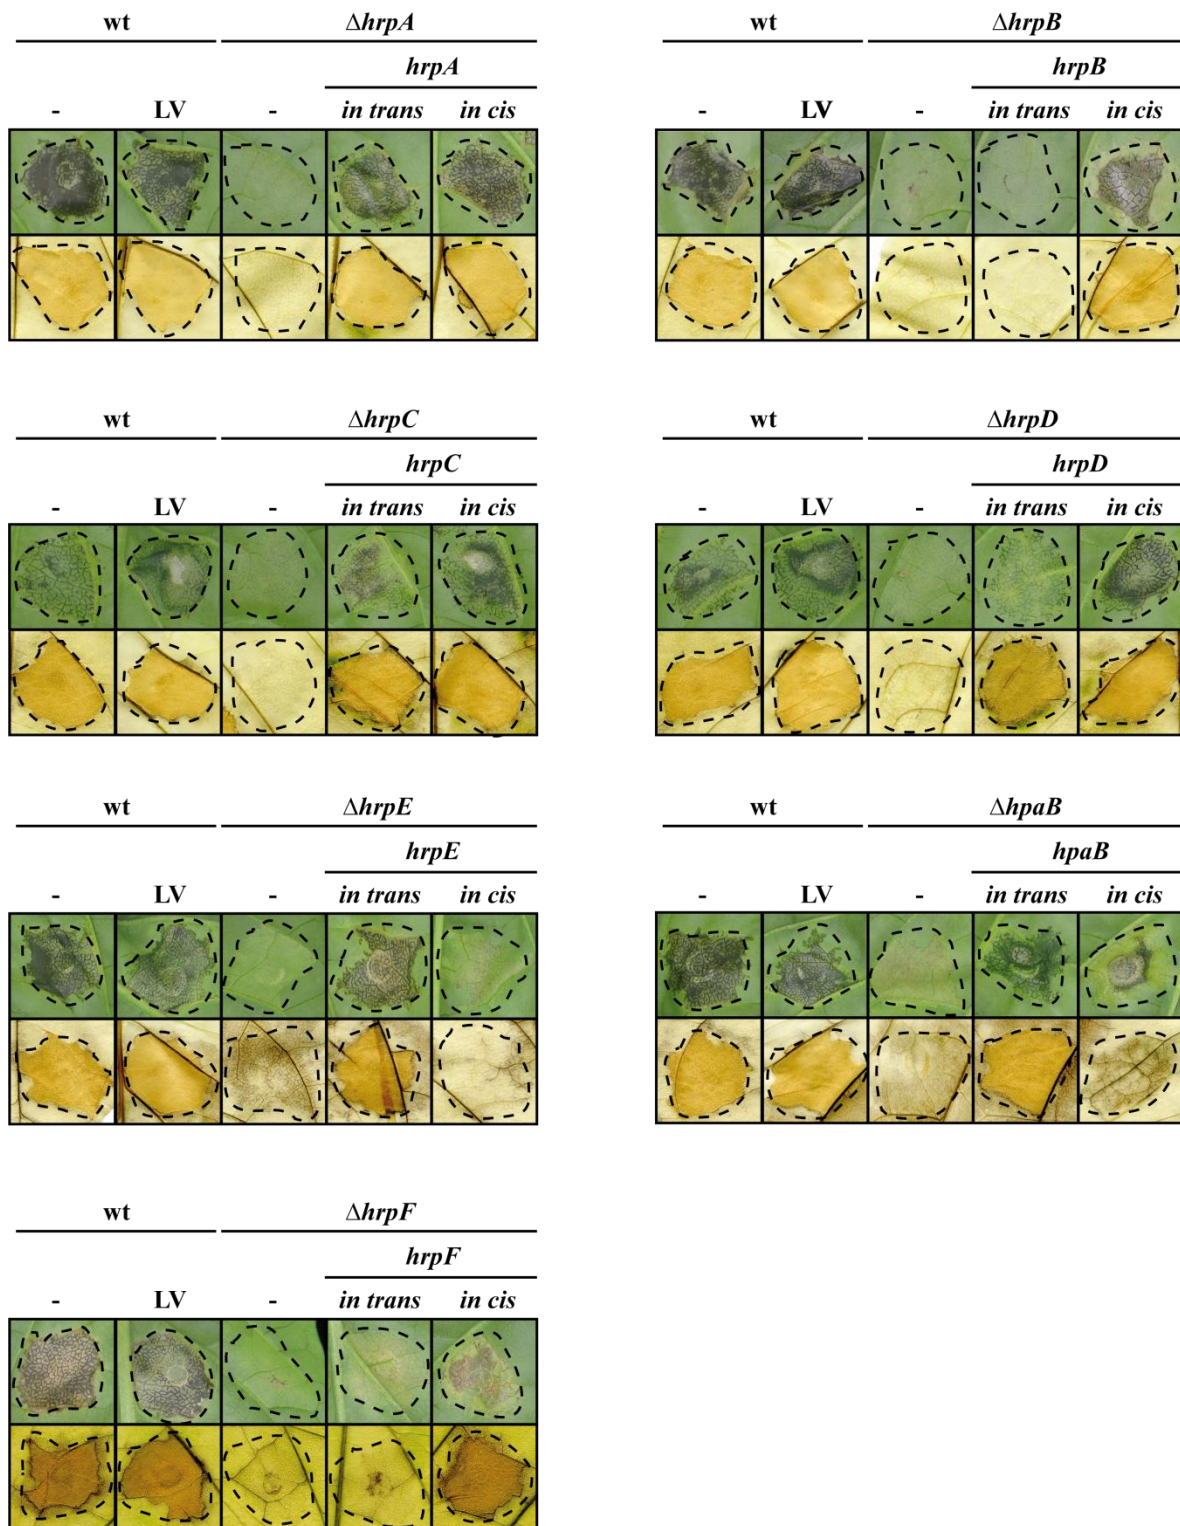 wt ΔhrpA
hrpA
- LV - in trans in cis
wt ΔhrpB
hrpB
- LV - in trans in cis
wt ΔhrpC
hrpC
- LV - in trans in cis
wt ΔhrpD
hrpD
- LV - in trans in cis
wt ΔhrpE
hrpE
- LV - in trans in cis
wt ΔhpaB
hpaB
- LV - in trans in cis
wt ΔhrpF
hrpF
- LV - in trans in cis